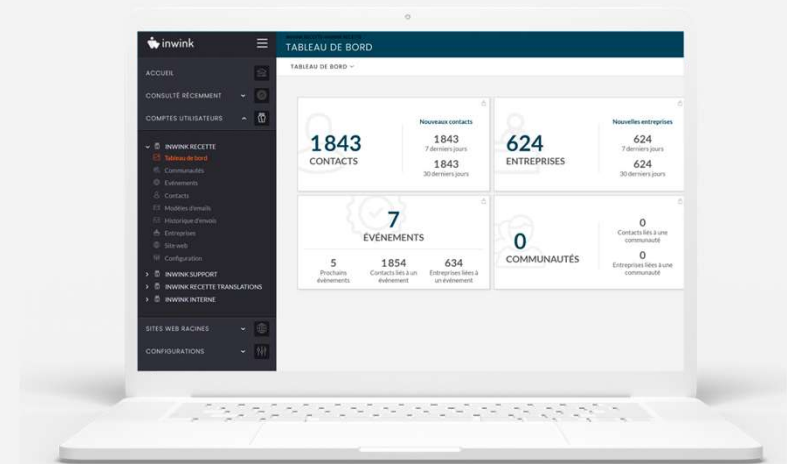 inwink
TABLEAU DE BORD
TABLEAU DE BORD
ACCUEIL
CONSULTÉ RÉCEMMENT
COMPTES UTILISATEURS
INWINK RECETTE
Tableau de bord
Communautés
Evénements
Contacts
Modèles d'emails
Historique d'envois
Entreprises
Site web
Configuration
INWINK SUPPORT
INWINK RECETTE TRANSLATIONS
INWINK INTERNE
SITES WEB RACINES
CONFIGURATIONS
1843
CONTACTS
Nouveaux contacts
1843
7 derniers jours
1843
30 derniers jours
624
ENTREPRISES
Nouvelles entreprises
624
7 derniers jours
624
30 derniers jours
7
ÉVÉNEMENTS
5
Prochains
événements
1854
Contacts liés à un
événement
634
Entreprises liées à
un événement
0
COMMUNAUTÉS
0
Contacts liés à une
communauté
0
Entreprises liées à une
communauté